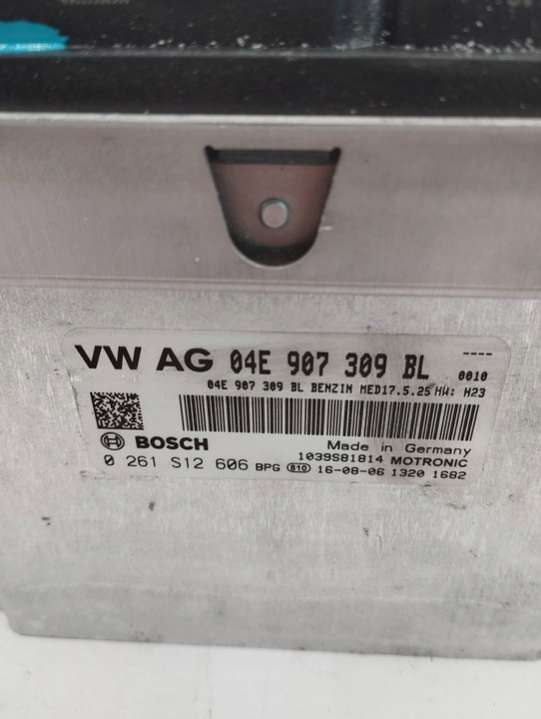 VW AG 04E 907 309 BL ----
0010
04E 907 309 BL BENZIN MED17.5.25 HW: H23
BOSCH
Made in Germany
1039S81814 MOTRONIC
0 261 S12 606 BPG 810 16-08-06 1320 1682